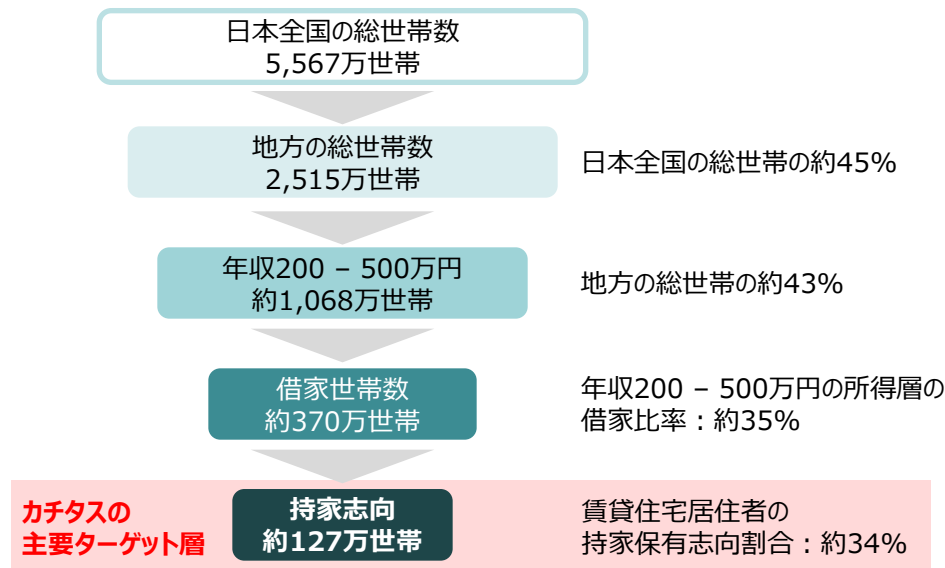 日本全国の総世帯数
5,567万世帯
地方の総世帯数
2,515万世帯
日本全国の総世帯の約45%
年収200 – 500万円
約1,068万世帯
地方の総世帯の約43%
借家世帯数
約370万世帯
年収200 – 500万円の所得層の
借家比率：約35%
カチタスの
主要ターゲット層
持家志向
約127万世帯
賃貸住宅居住者の
持家保有志向割合：約34%